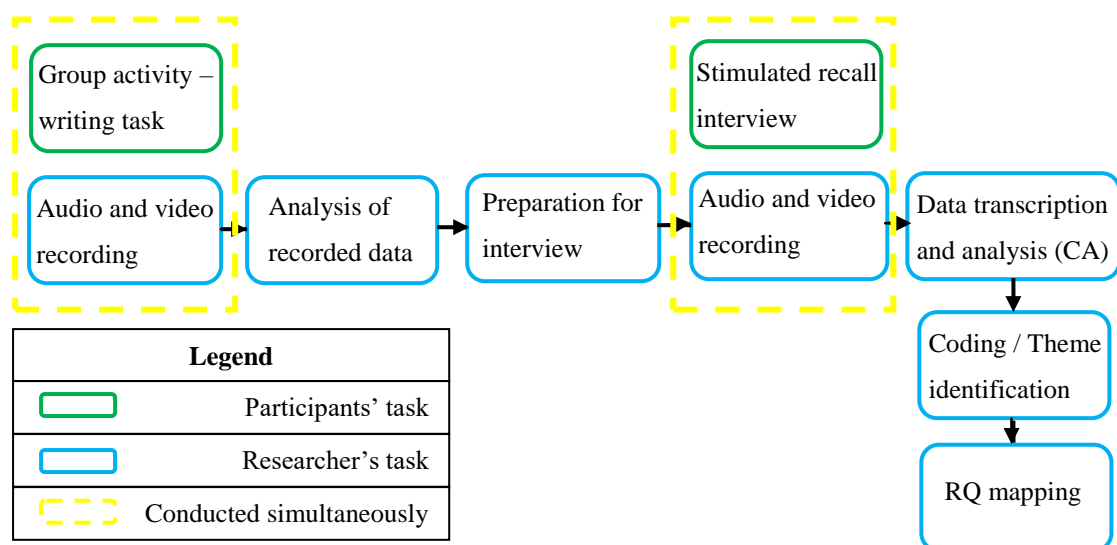 Group activity –
writing task
Audio and video
recording
Analysis of
recorded data
Preparation for
interview
Stimulated recall
interview
Audio and video
recording
Data transcription
and analysis (CA)
Coding / Theme
identification
RQ mapping
Legend
Participants’ task
Researcher’s task
Conducted simultaneously